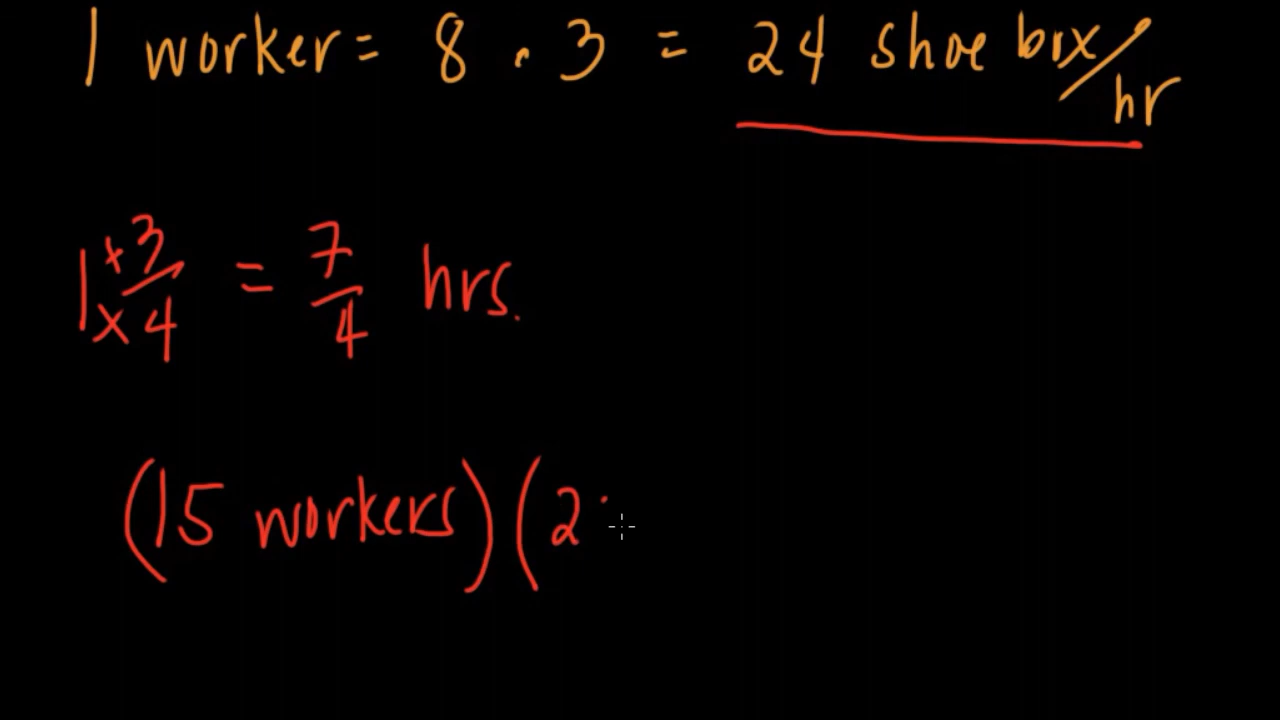 1 worker = 8 · 3 = 24 shoe box/hr
1 +3/×4 = 7/4 hrs.
(15 workers)(2